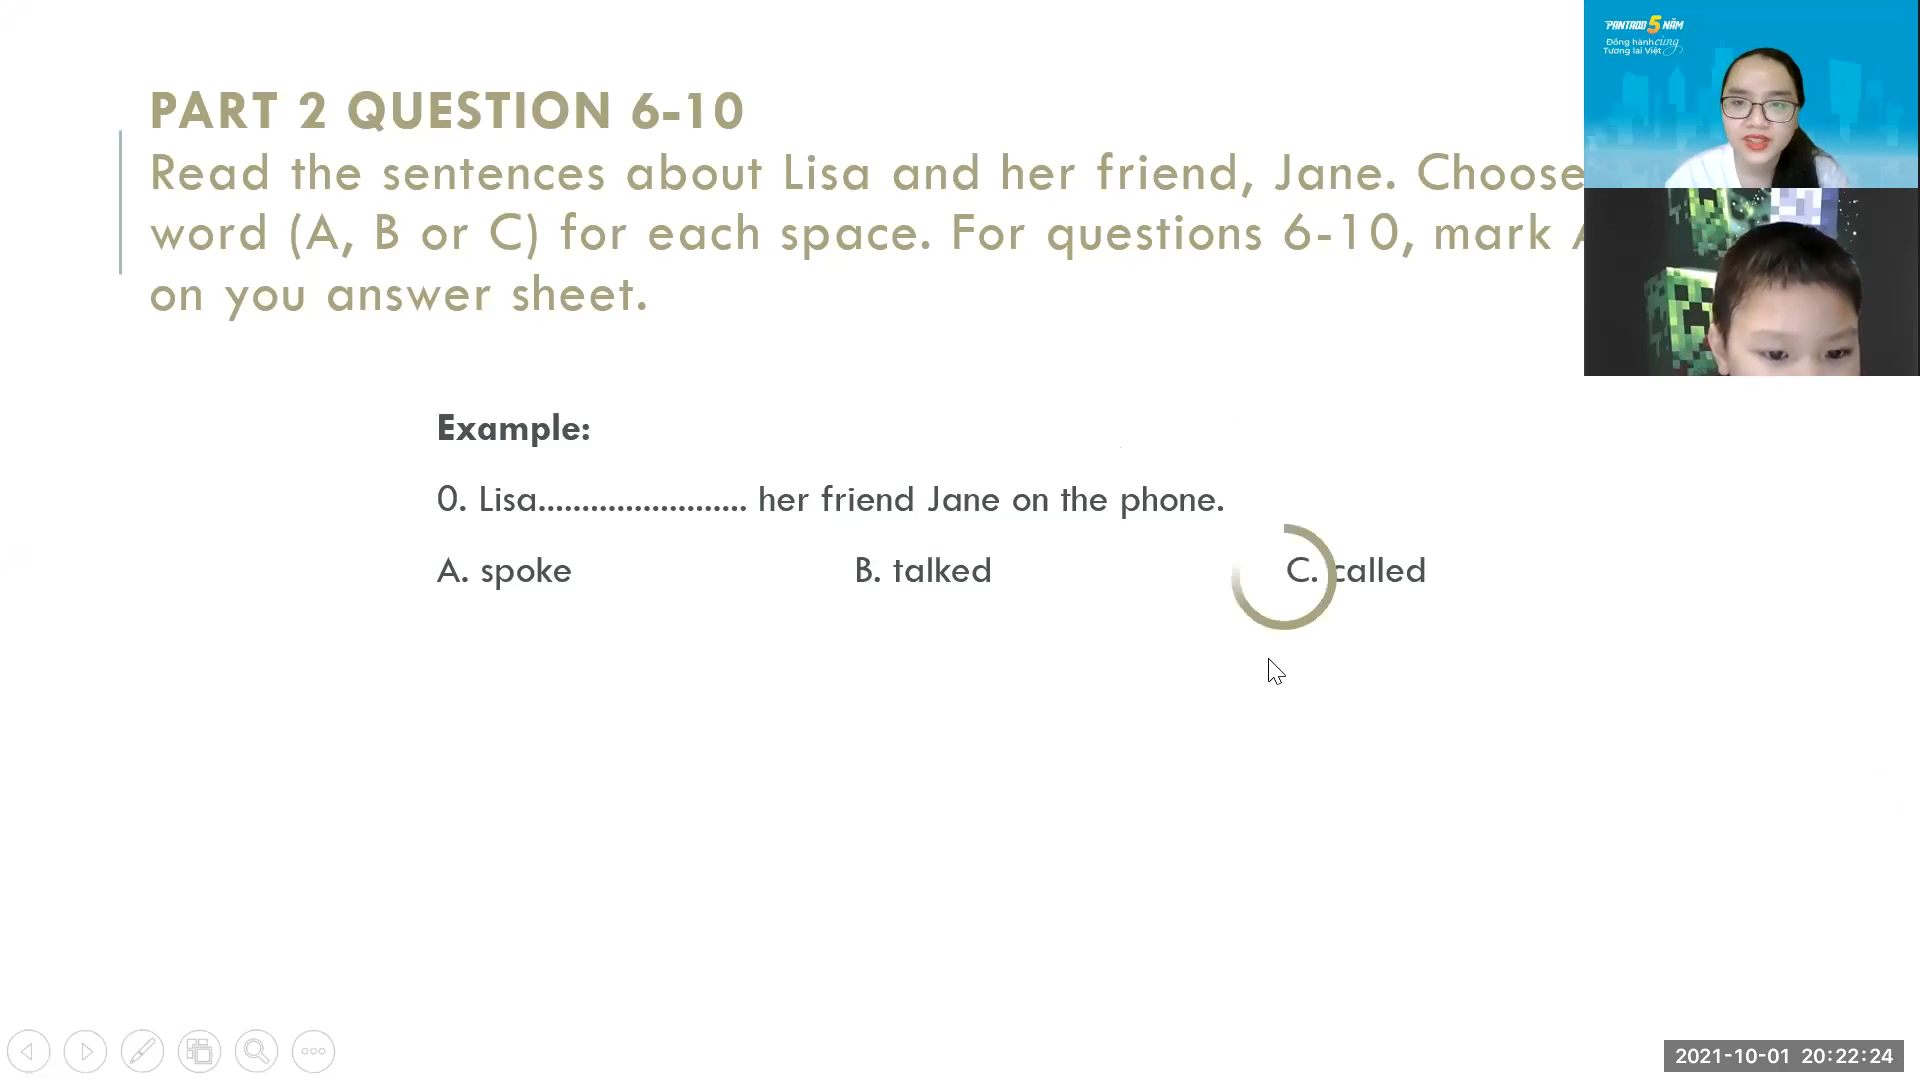 PART 2 QUESTION 6-10
Read the sentences about Lisa and her friend, Jane. Choose
word (A, B or C) for each space. For questions 6-10, mark
on you answer sheet.
PANTADO 5 NĂM
Đồng hành cùng
Tương lai Việt
Example:
0. Lisa........................ her friend Jane on the phone.
A. spoke B. talked C. called
2021-10-01 20:22:24